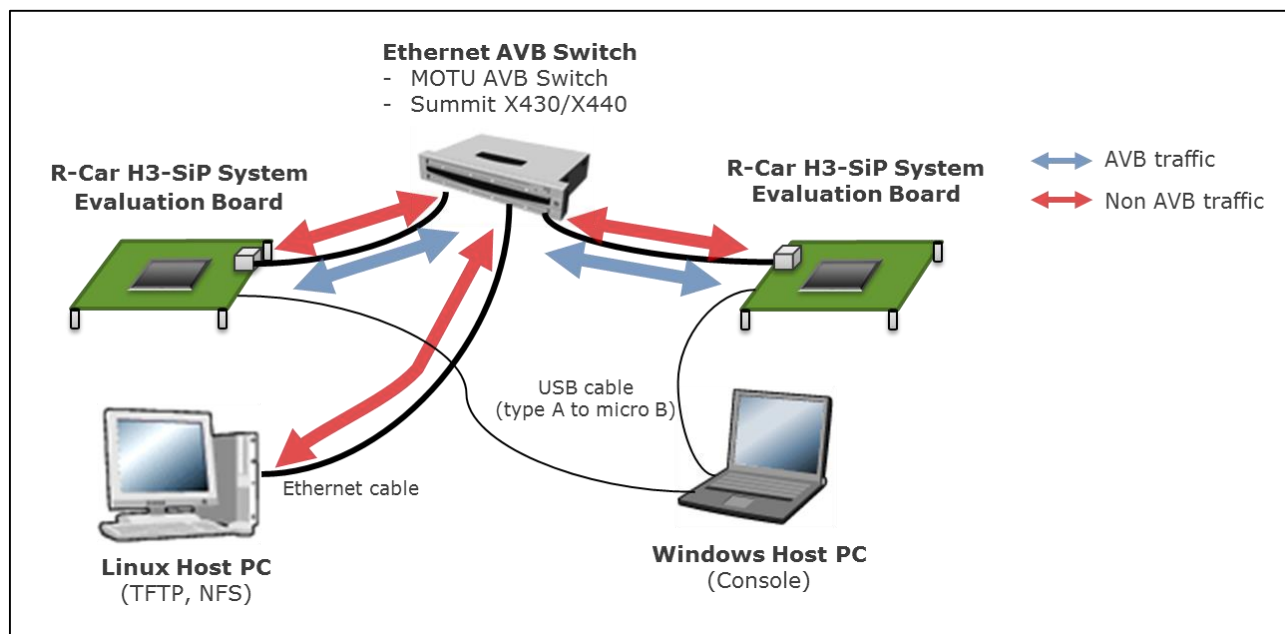 Ethernet AVB Switch
- MOTU AVB Switch
- Summit X430/X440
R-Car H3-SiP System
Evaluation Board
R-Car H3-SiP System
Evaluation Board
AVB traffic
Non AVB traffic
USB cable
(type A to micro B)
Ethernet cable
Linux Host PC
(TFTP, NFS)
Windows Host PC
(Console)